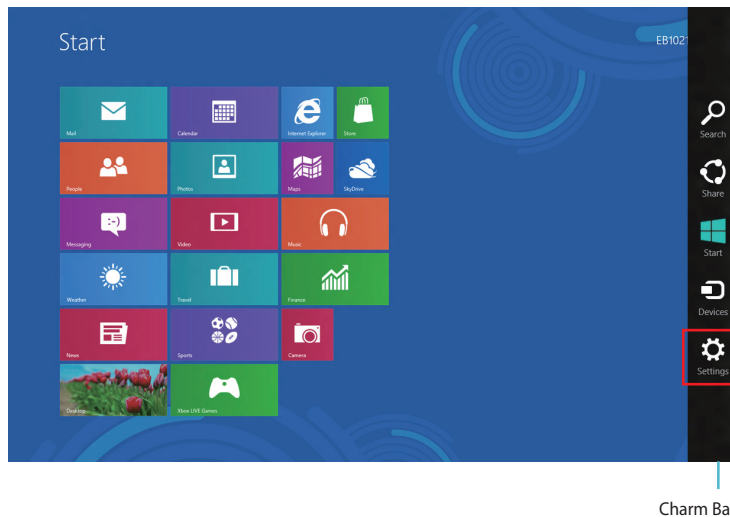 Start
EB1021
Mail
Calendar
Internet Explorer
Store
People
Photos
Maps
SkyDrive
Messaging
Video
Music
Weather
Travel
Finance
News
Sports
Camera
Desktop
Xbox LIVE Games
Search
Share
Start
Devices
Settings
Charm Ba